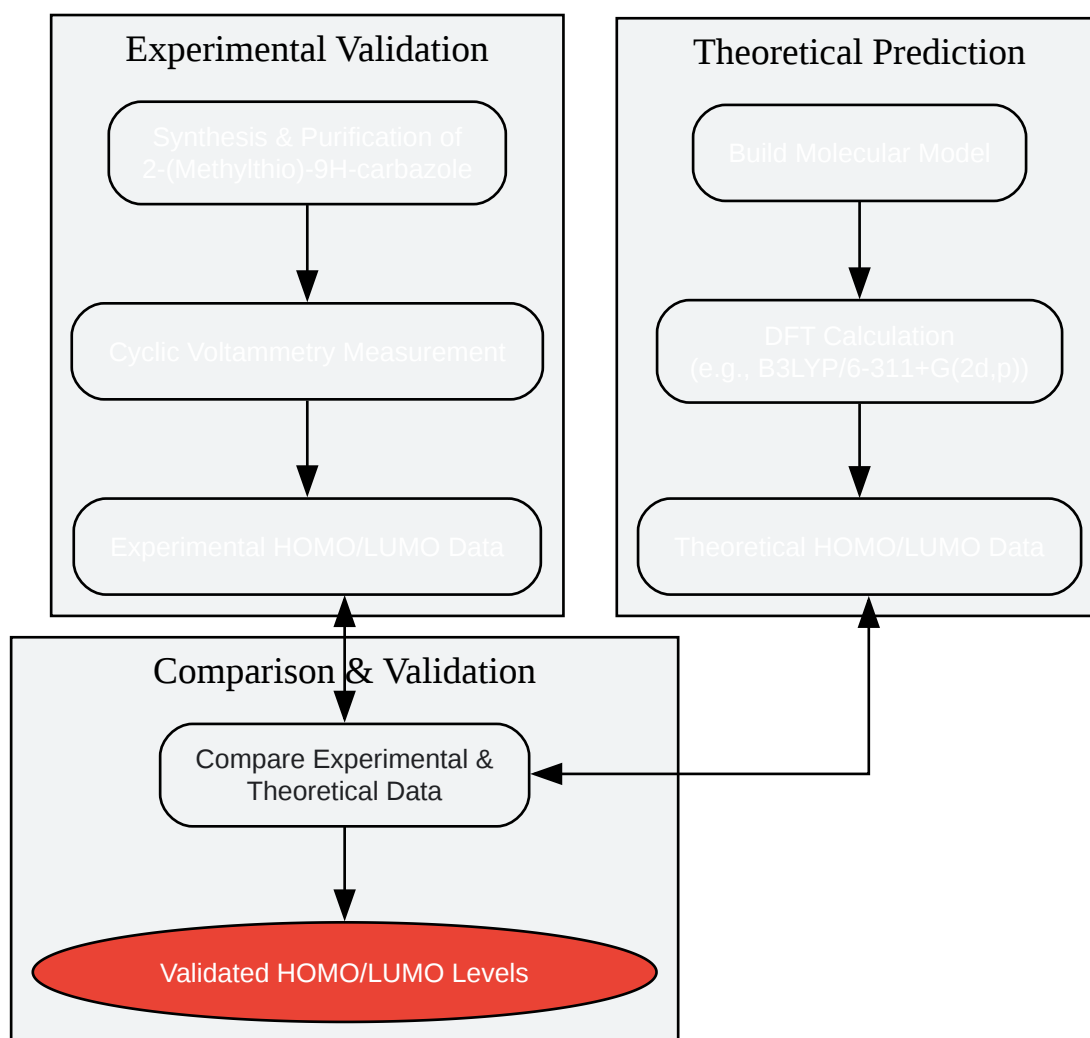 Experimental Validation
Synthesis & Purification of
2-(Methylthio)-9H-carbazole
Cyclic Voltammetry Measurement
Experimental HOMO/LUMO Data
Theoretical Prediction
Build Molecular Model
DFT Calculation
(e.g., B3LYP/6-311+G(2d,p))
Theoretical HOMO/LUMO Data
Comparison & Validation
Compare Experimental &
Theoretical Data
Validated HOMO/LUMO Levels